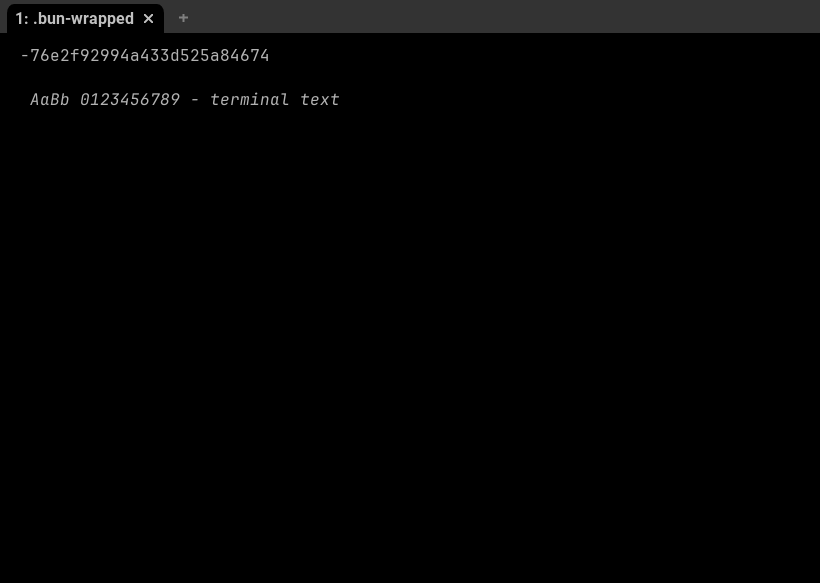 1: .bun-wrapped × +
-76e2f92994a433d525a84674
AaBb 0123456789 - terminal text